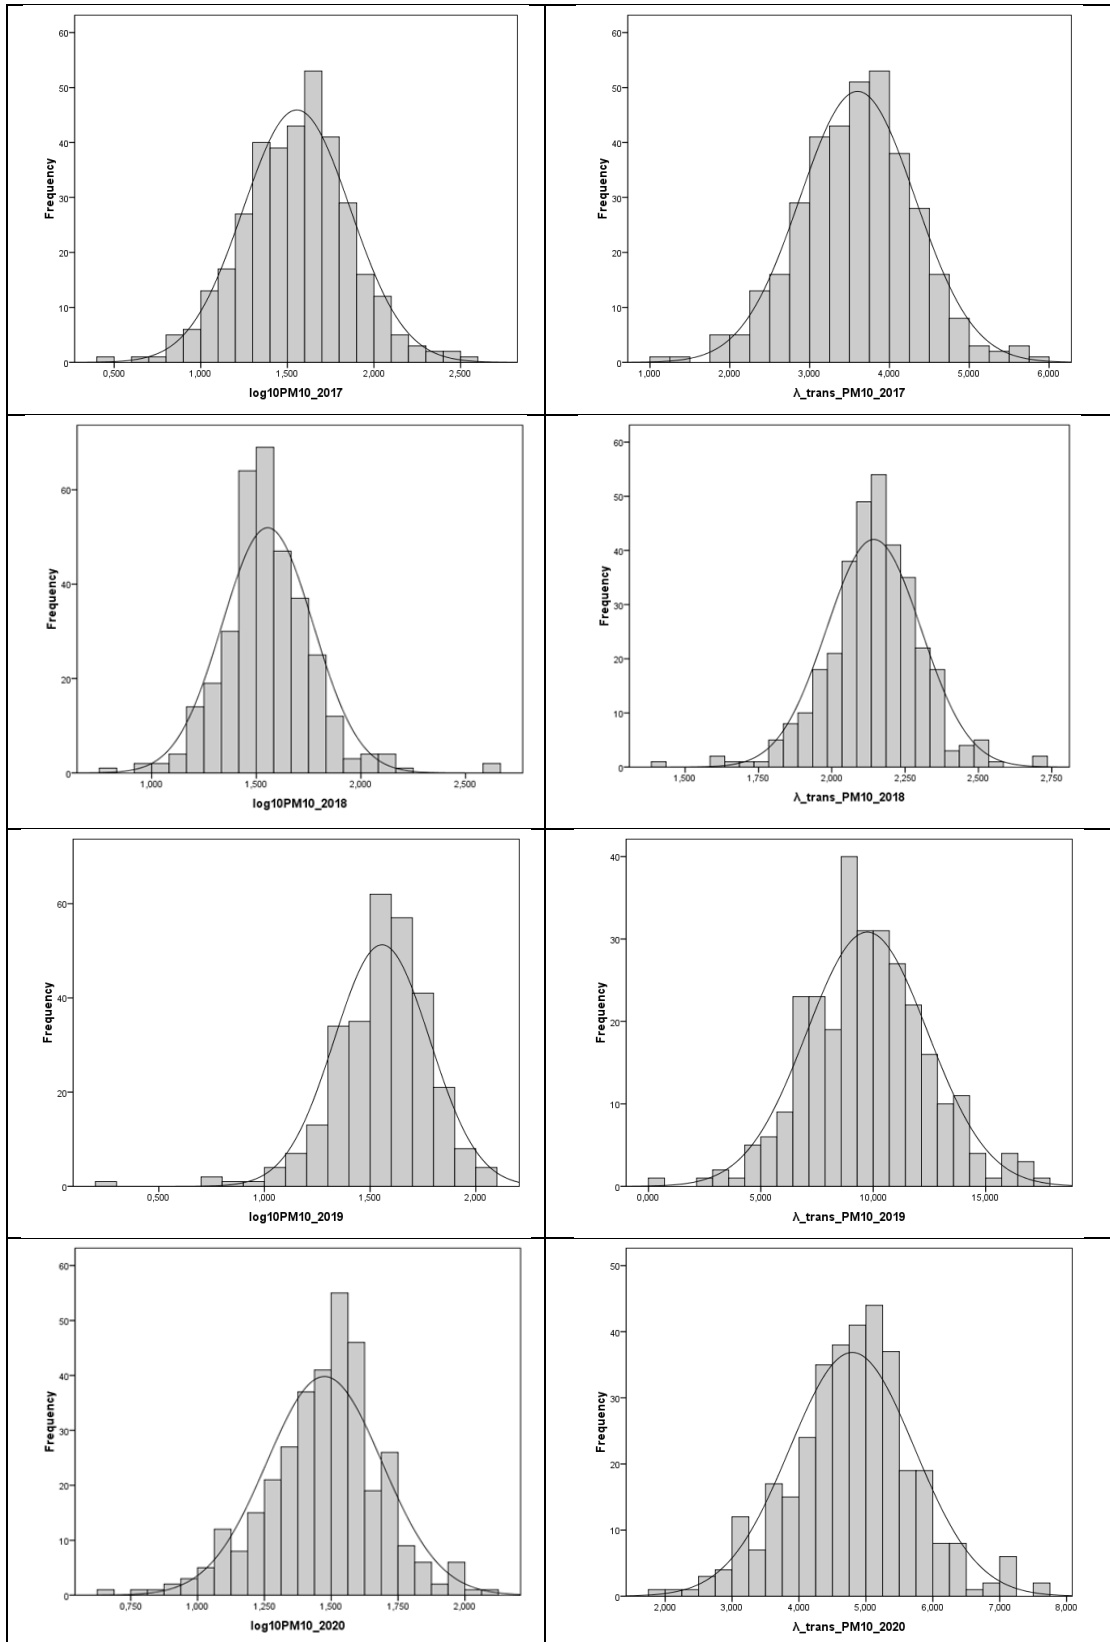 60
50
40
30
20
10
0
Frequency
0,500 1,000 1,500 2,000 2,500
log10PM10_2017
60
50
40
30
20
10
0
Frequency
1,000 2,000 3,000 4,000 5,000 6,000
λ_trans_PM10_2017
60
40
20
0
Frequency
1,000 1,500 2,000 2,500
log10PM10_2018
60
50
40
30
20
10
0
Frequency
1,500 1,750 2,000 2,250 2,500 2,750
λ_trans_PM10_2018
60
40
20
0
Frequency
0,500 1,000 1,500 2,000
log10PM10_2019
40
30
20
10
0
Frequency
0,000 5,000 10,000 15,000
λ_trans_PM10_2019
60
50
40
30
20
10
0
Frequency
0,750 1,000 1,250 1,500 1,750 2,000
log10PM10_2020
50
40
30
20
10
0
Frequency
2,000 3,000 4,000 5,000 6,000 7,000 8,000
λ_trans_PM10_2020